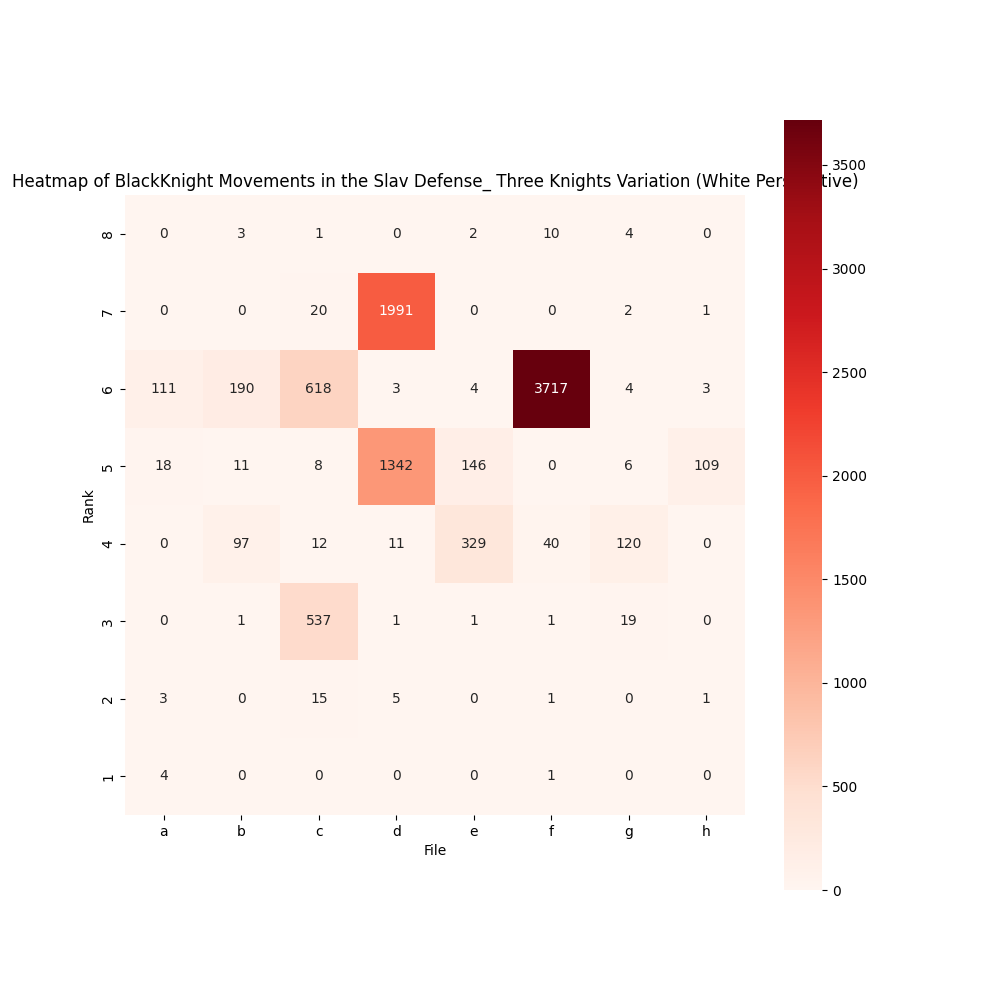 Heatmap of BlackKnight Movements in the Slav Defense_ Three Knights Variation (White Perspective)
3500
8 0 3 1 0 2 10 4 0
3000
7 0 0 20 1991 0 0 2 1
2500
6 111 190 618 3 4 3717 4 3
5 18 11 8 1342 146 0 6 109
2000
Rank
4 0 97 12 11 329 40 120 0
1500
3 0 1 537 1 1 1 19 0
1000
2 3 0 15 5 0 1 0 1
1 4 0 0 0 0 1 0 0
500
a b c d e f g h
File
0